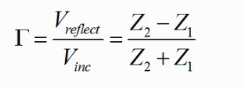 Γ = V_reflect / V_inc = (Z_2 − Z_1) / (Z_2 + Z_1)